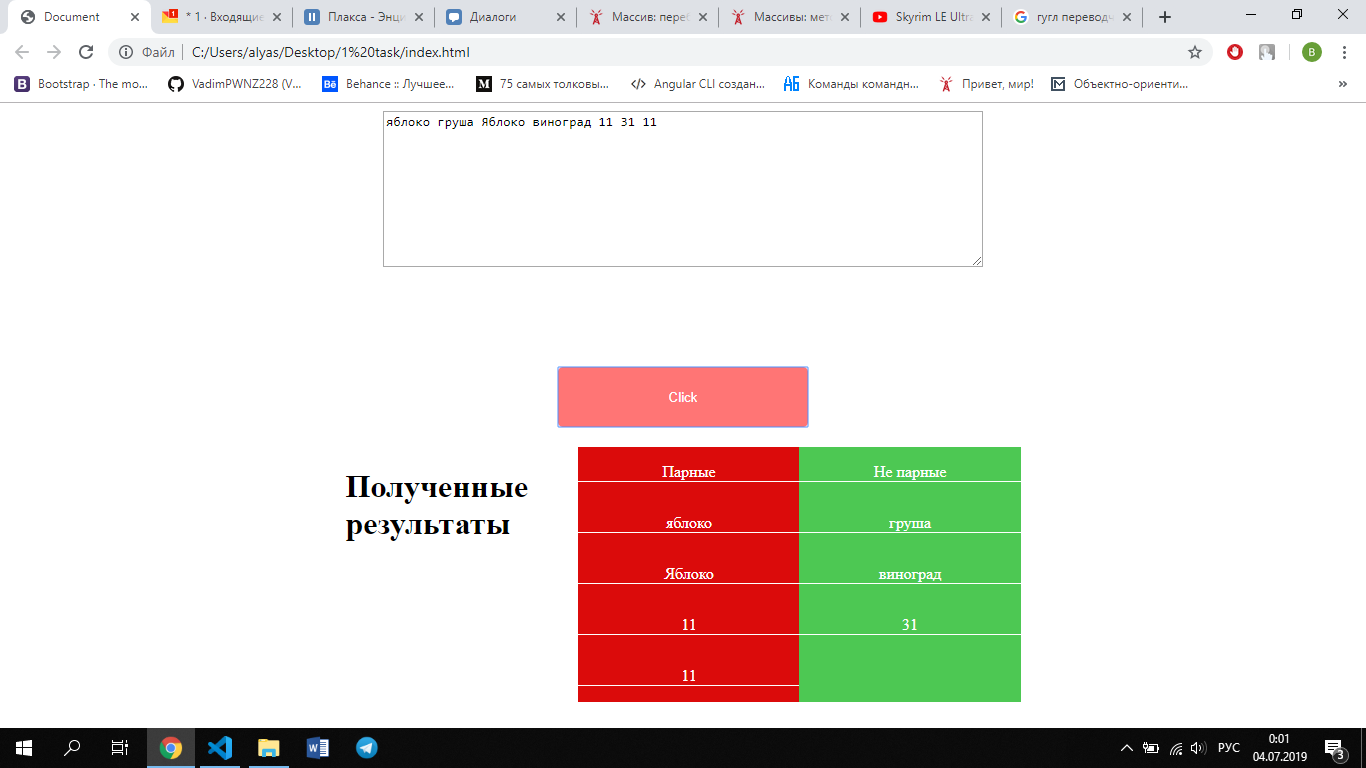 Document
* 1 · Входящие
Плакса - Энци
Диалоги
Массив: переб
Массивы: мет
Skyrim LE Ultra
гугл переводч
Файл
C:/Users/alyas/Desktop/1%20task/index.html
B
B Bootstrap · The mo...
VadimPWNZ228 (V...
Bē Behance :: Лучшее...
M 75 самых толковы...
</> Angular CLI создан...
АБ Команды командн...
Привет, мир!
Объектно-ориенти...
»
яблоко груша Яблоко виноград 11 31 11
Click
Полученные
результаты
Парные
Не парные
яблоко
груша
Яблоко
виноград
11
31
11
РУС
0:01
04.07.2019
3